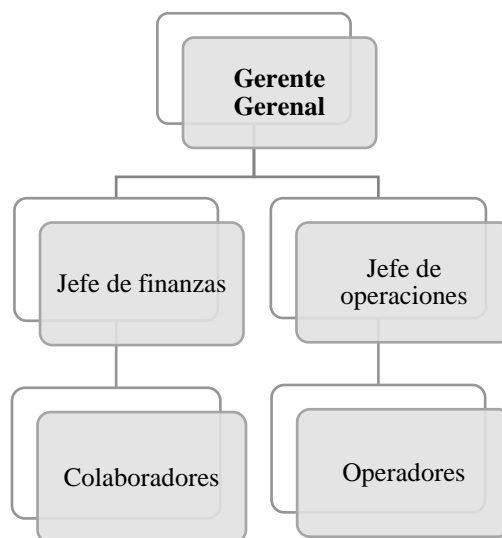 Gerente
Gerenal
Jefe de finanzas
Jefe de
operaciones
Colaboradores
Operadores